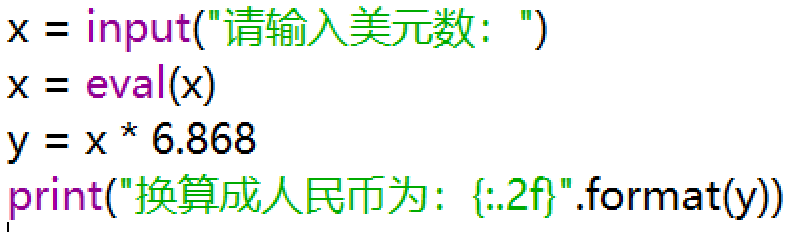 x = input("请输入美元数：")
x = eval(x)
y = x * 6.868
print("换算成人民币为：{:.2f}".format(y))